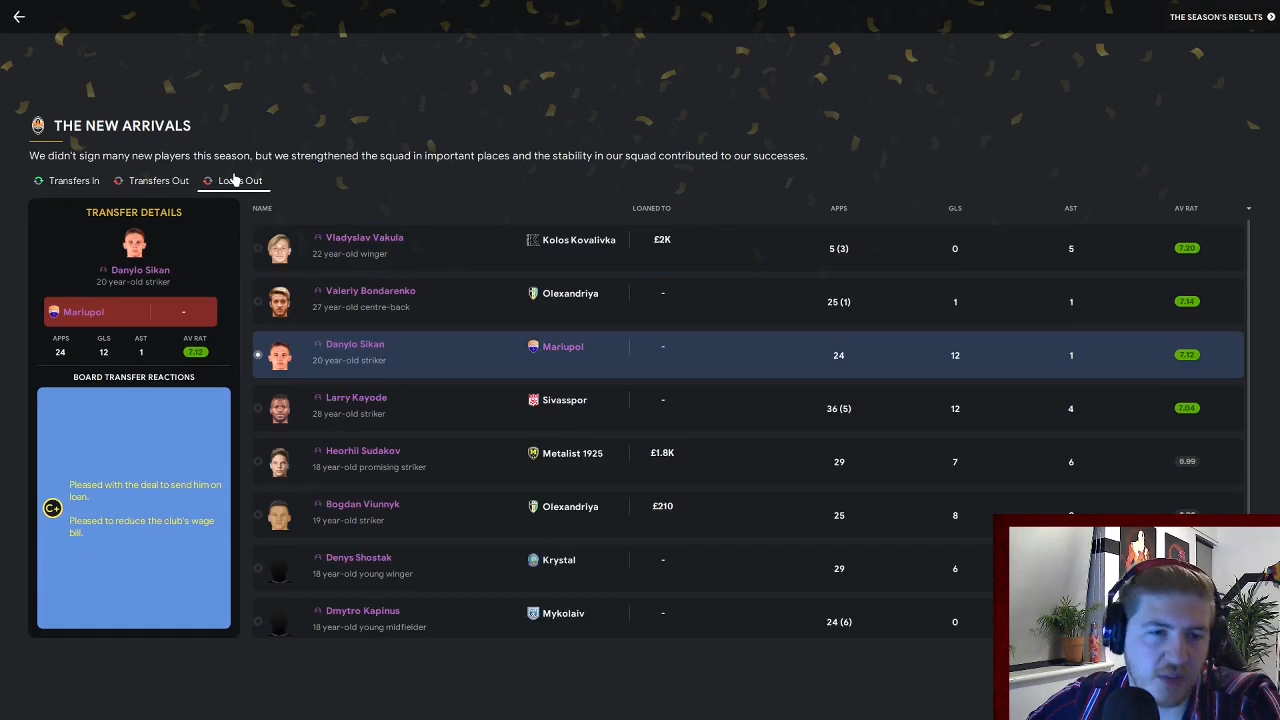 THE SEASON'S RESULTS
THE NEW ARRIVALS
We didn't sign many new players this season, but we strengthened the squad in important places and the stability in our squad contributed to our successes.
Transfers In Transfers Out Out
TRANSFER DETAILS
Danylo Sikan
20 year-old striker
Mariupol -
APPS GLS AST AV RAT
24 12 1 7.12
BOARD TRANSFER REACTIONS
C+
Pleased with the deal to send him on
loan.
Pleased to reduce the club's wage
bill.
NAME LOANED TO APPS GLS AST AV RAT
Vladyslav Vakula
22 year-old winger
Kolos Kovalivka £2K 5 (3) 0 5 7.20
Valeriy Bondarenko
27 year-old centre-back
Olexandriya - 25 (1) 1 1 7.14
Danylo Sikan
20 year-old striker
Mariupol - 24 12 1 7.12
Larry Kayode
28 year-old striker
Sivasspor - 36 (5) 12 4 7.04
Heorhii Sudakov
18 year-old promising striker
Metalist 1925 £1.8K 29 7 6 6.99
Bogdan Viunnyk
19 year-old striker
Olexandriya £210 25 8
Denys Shostak
18 year-old young winger
Krystal - 29 6
Dmytro Kapinus
18 year-old young midfielder
Mykolaiv - 24 (6) 0